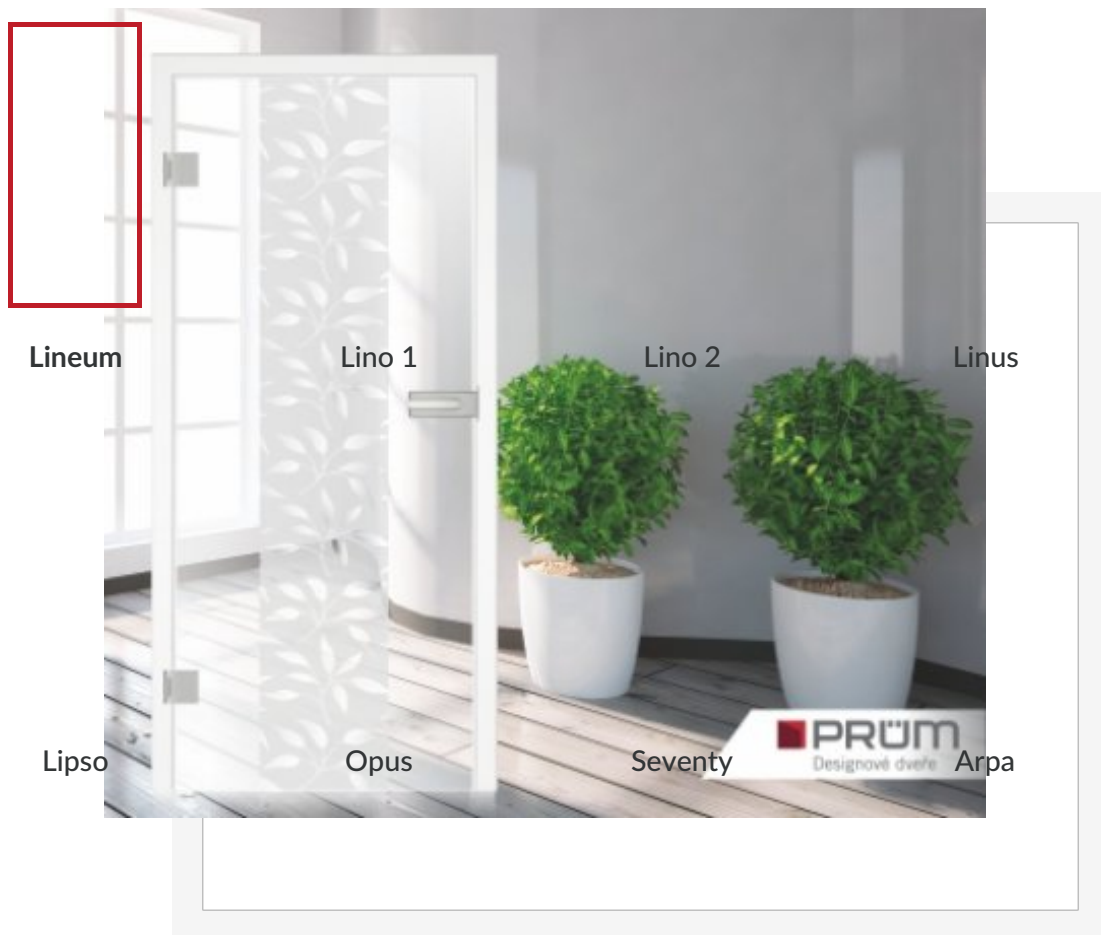 Lineum
Lino 1
Lino 2
Linus
Lipso
Opus
Seventy
PRÜM
Designové dveře
Arpa